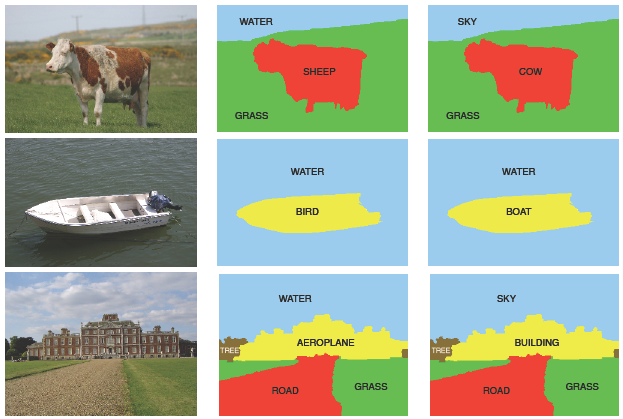 WATER
SKY
SHEEP
COW
GRASS
GRASS
WATER
WATER
BIRD
BOAT
WATER
SKY
TREE
AEROPLANE
TREE
BUILDING
ROAD
GRASS
ROAD
GRASS